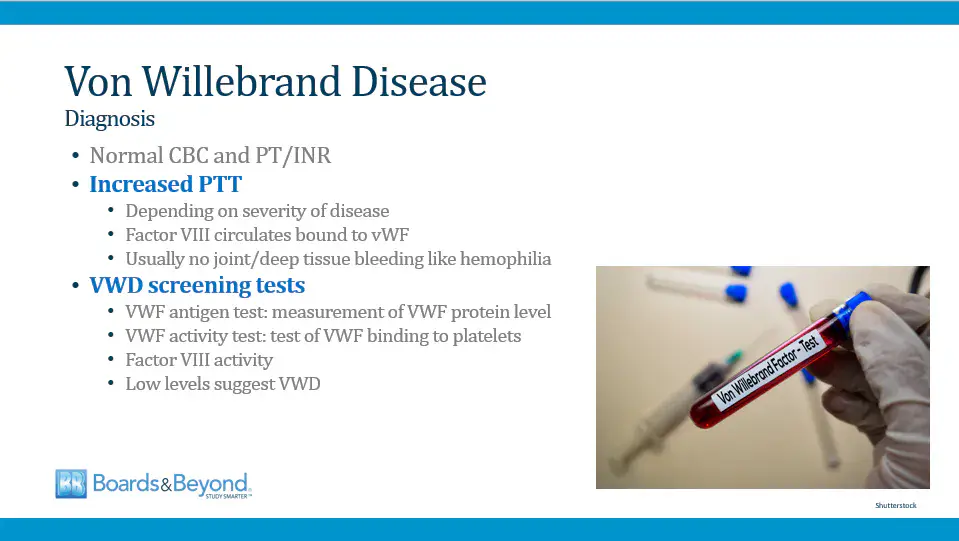 Von Willebrand Disease
Diagnosis
• Normal CBC and PT/INR
• Increased PTT
• Depending on severity of disease
• Factor VIII circulates bound to vWF
• Usually no joint/deep tissue bleeding like hemophilia
• VWD screening tests
• VWF antigen test: measurement of VWF protein level
• VWF activity test: test of VWF binding to platelets
• Factor VIII activity
• Low levels suggest VWD
Von Willebrand Factor - Test
BB Boards&Beyond
STUDY SMARTER™
Shutterstock